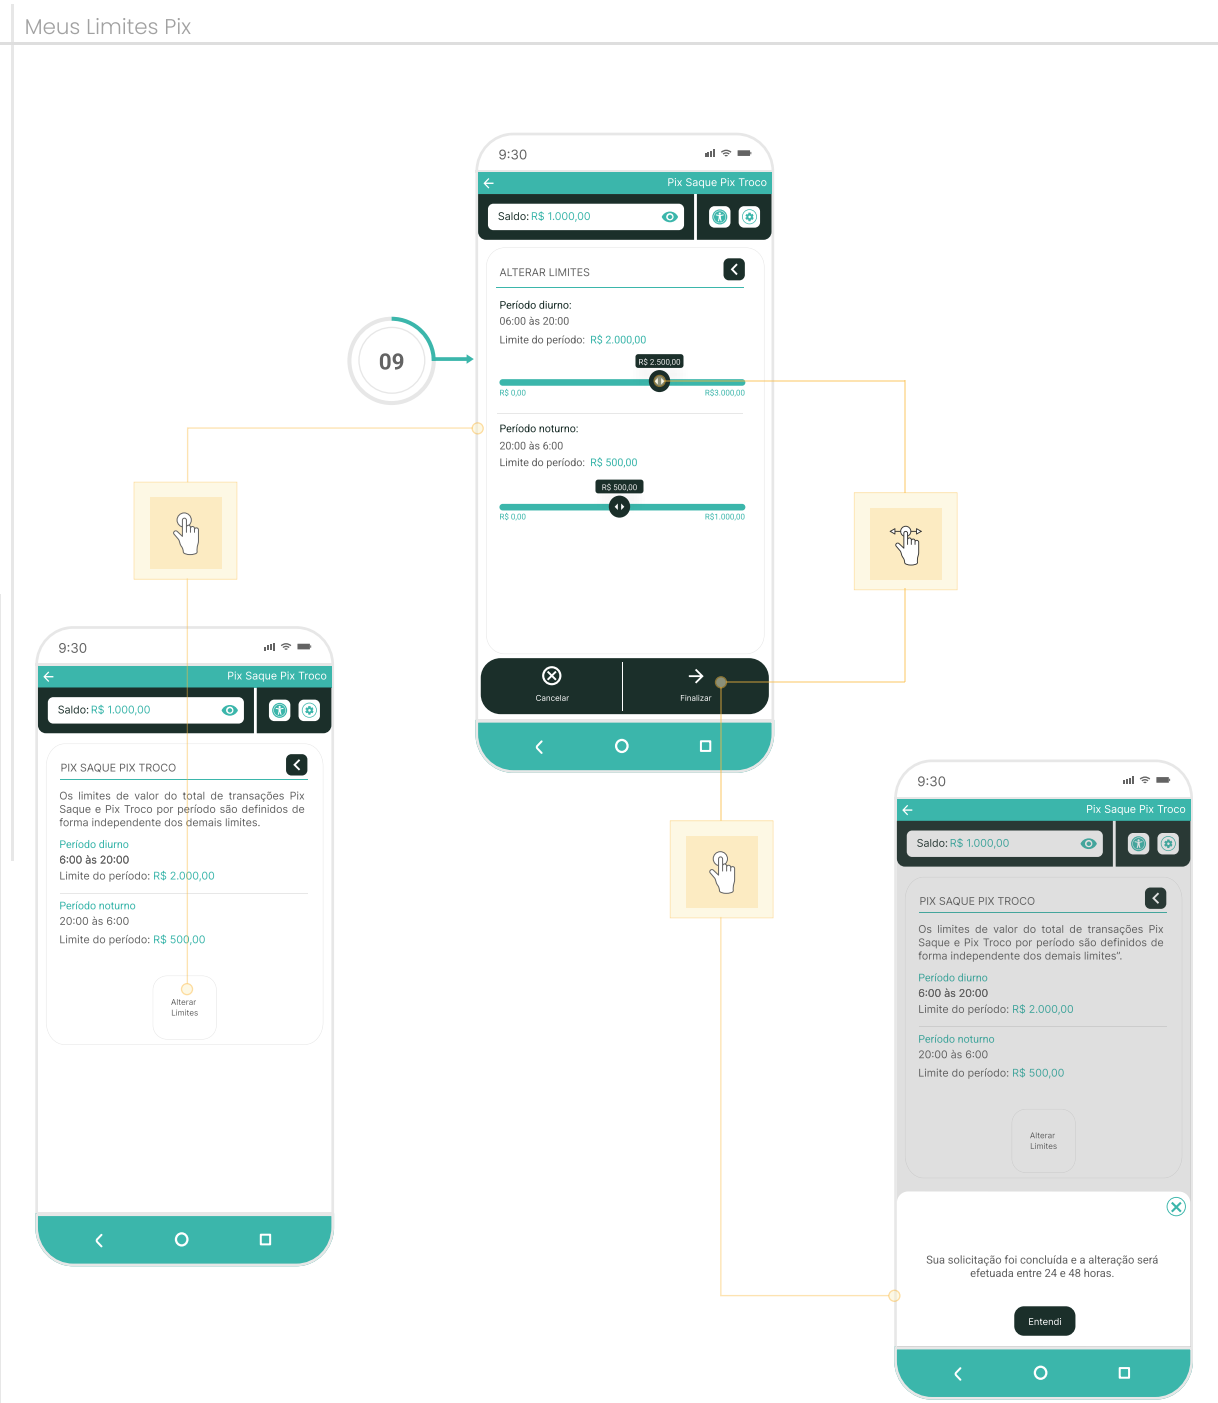 Meus Limites Pix
9:30
Pix Saque Pix Troco
Saldo: R$ 1.000,00
ALTERAR LIMITES
Período diurno:
06:00 às 20:00
Limite do período: R$ 2.000,00
R$ 2.500,00
R$ 0,00 R$3.000,00
Período noturno:
20:00 às 6:00
Limite do período: R$ 500,00
R$ 500,00
R$ 0,00 R$1.000,00
Cancelar Finalizar
09
9:30
Pix Saque Pix Troco
Saldo: R$ 1.000,00
PIX SAQUE PIX TROCO
Os limites de valor do total de transações Pix
Saque e Pix Troco por período são definidos de
forma independente dos demais limites.
Período diurno
6:00 às 20:00
Limite do período: R$ 2.000,00
Período noturno
20:00 às 6:00
Limite do período: R$ 500,00
Alterar
Limites
9:30
Pix Saque Pix Troco
Saldo: R$ 1.000,00
PIX SAQUE PIX TROCO
Os limites de valor do total de transações Pix
Saque e Pix Troco por período são definidos de
forma independente dos demais limites”.
Período diurno
6:00 às 20:00
Limite do período: R$ 2.000,00
Período noturno
20:00 às 6:00
Limite do período: R$ 500,00
Alterar
Limites
Sua solicitação foi concluída e a alteração será
efetuada entre 24 e 48 horas.
Entendi